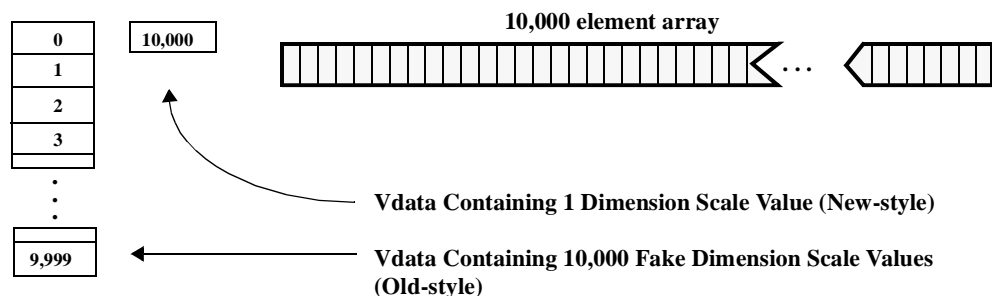 10,000 element array
0
10,000
1
2
3
. . .
9,999
Vdata Containing 1 Dimension Scale Value (New-style)
Vdata Containing 10,000 Fake Dimension Scale Values
(Old-style)